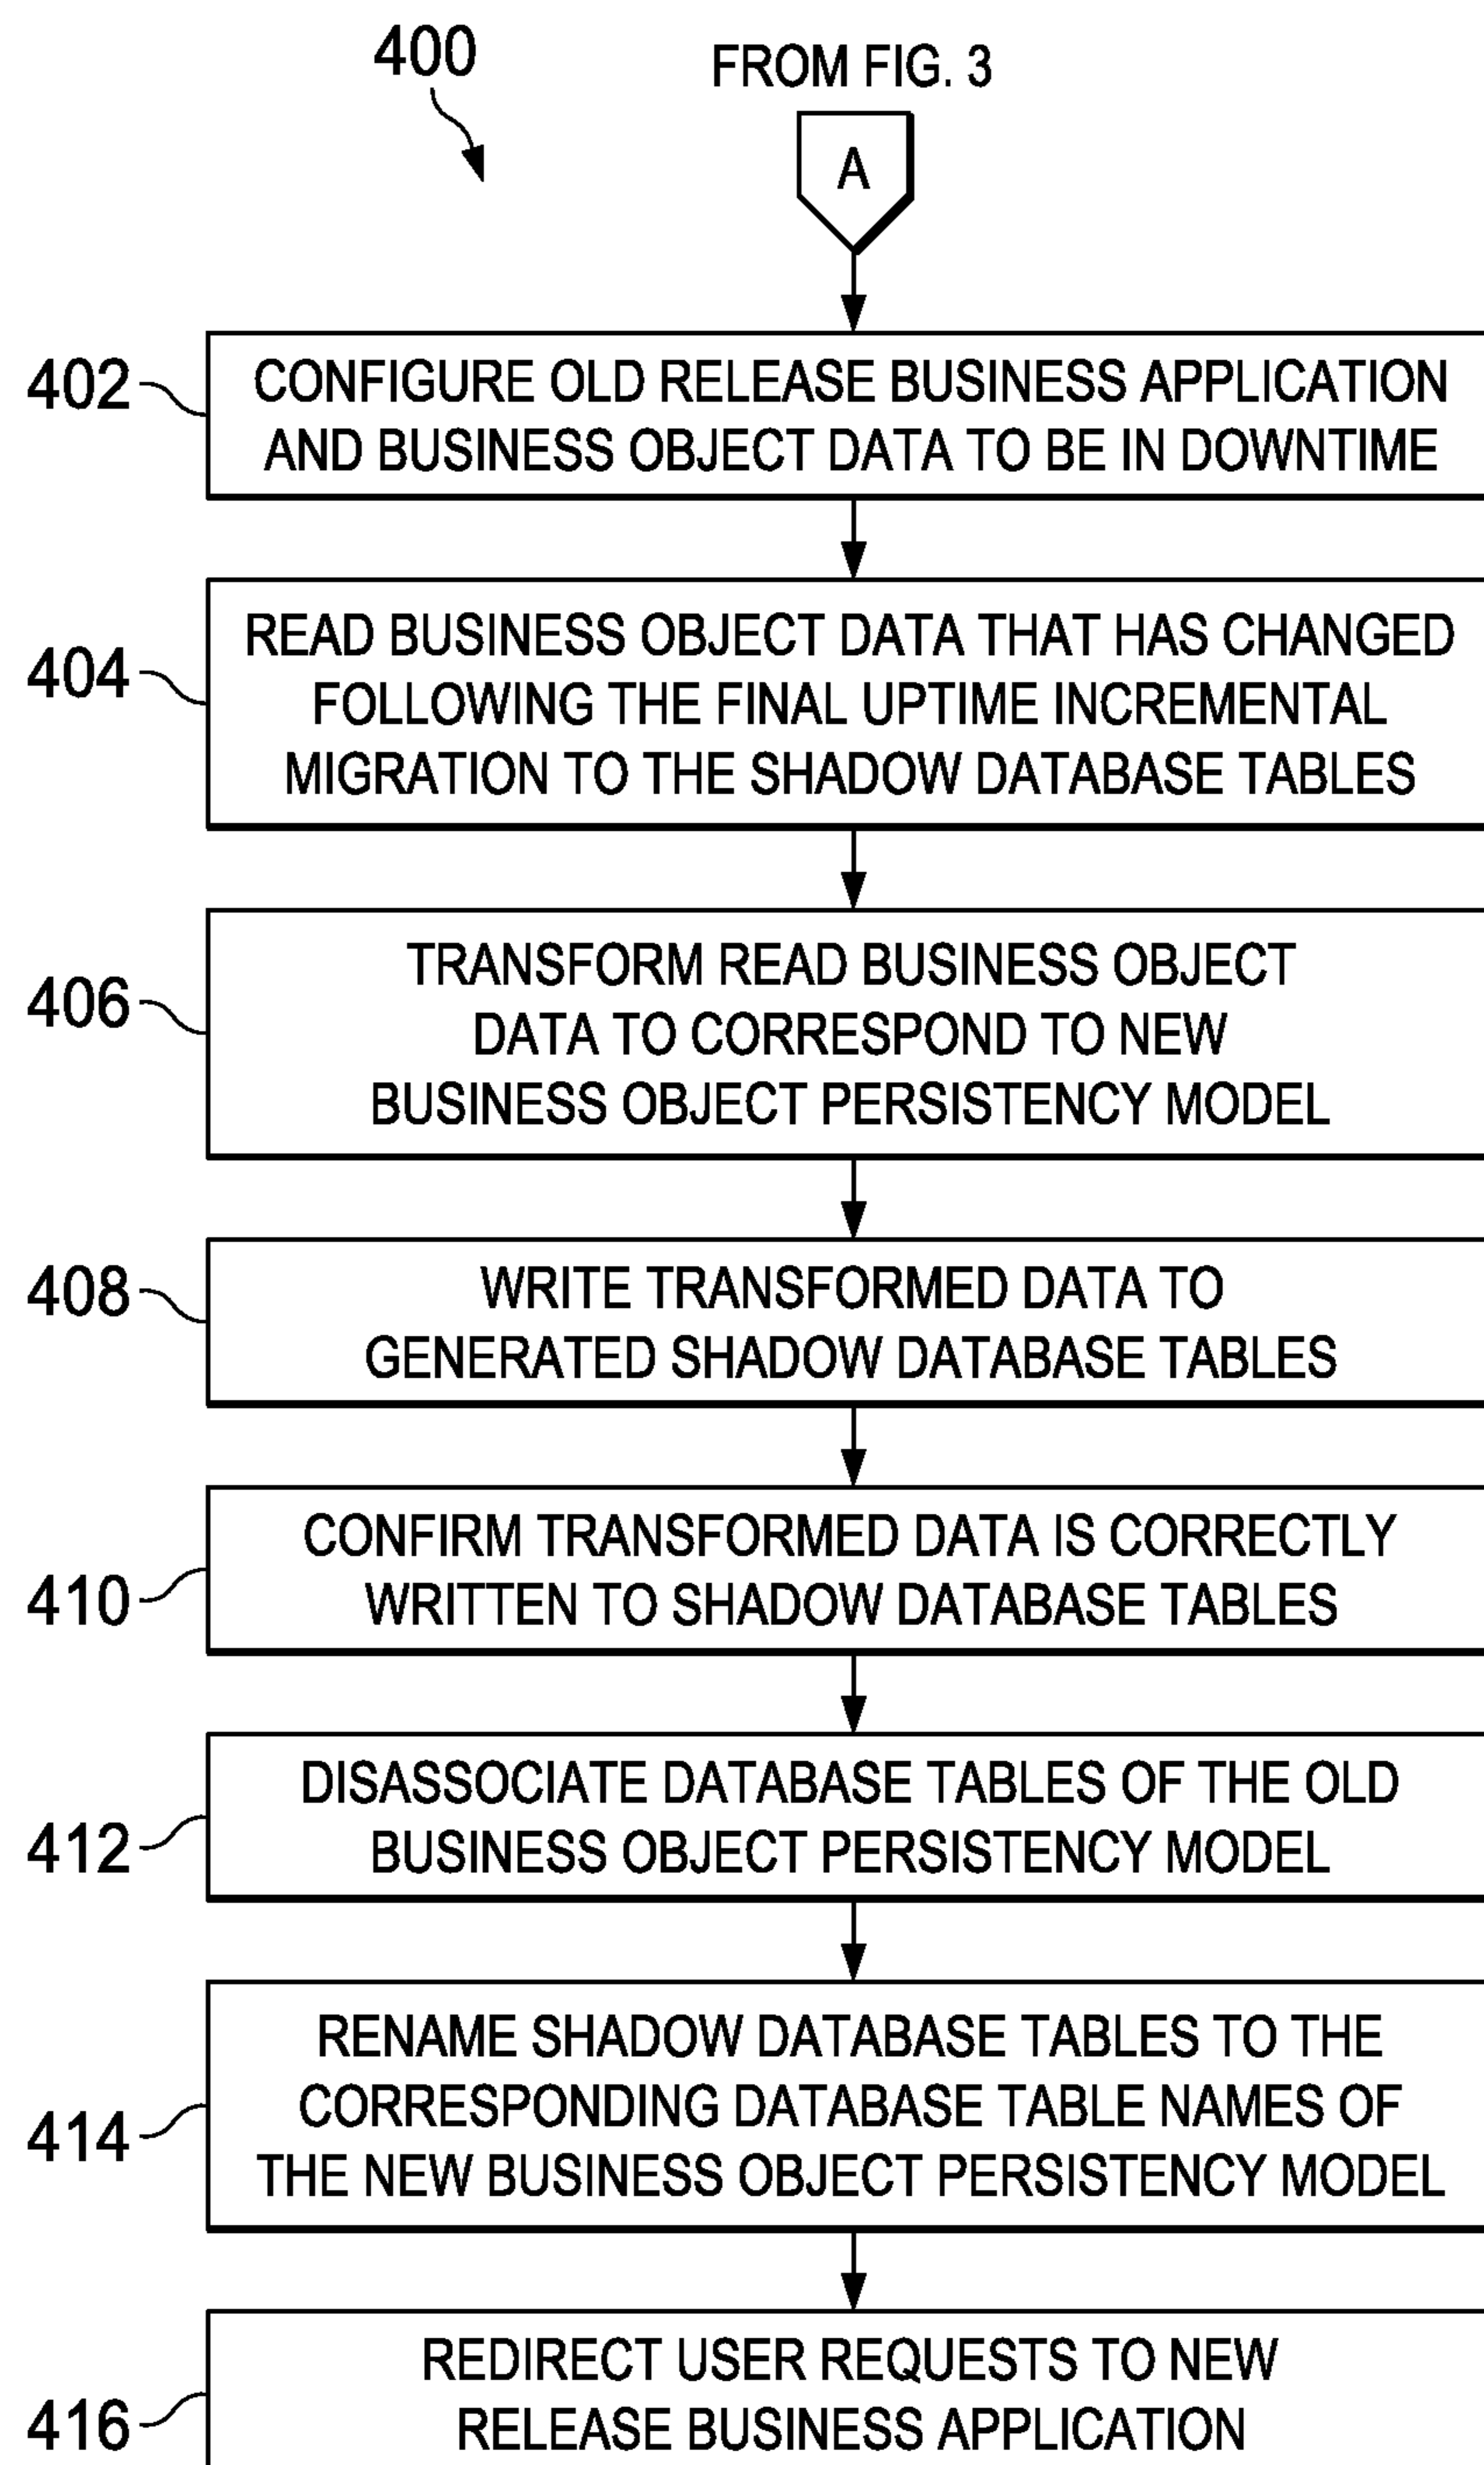 400
FROM FIG. 3
A
402
CONFIGURE OLD RELEASE BUSINESS APPLICATION
AND BUSINESS OBJECT DATA TO BE IN DOWNTIME
404
READ BUSINESS OBJECT DATA THAT HAS CHANGED
FOLLOWING THE FINAL UPTIME INCREMENTAL
MIGRATION TO THE SHADOW DATABASE TABLES
406
TRANSFORM READ BUSINESS OBJECT
DATA TO CORRESPOND TO NEW
BUSINESS OBJECT PERSISTENCY MODEL
408
WRITE TRANSFORMED DATA TO
GENERATED SHADOW DATABASE TABLES
410
CONFIRM TRANSFORMED DATA IS CORRECTLY
WRITTEN TO SHADOW DATABASE TABLES
412
DISASSOCIATE DATABASE TABLES OF THE OLD
BUSINESS OBJECT PERSISTENCY MODEL
414
RENAME SHADOW DATABASE TABLES TO THE
CORRESPONDING DATABASE TABLE NAMES OF
THE NEW BUSINESS OBJECT PERSISTENCY MODEL
416
REDIRECT USER REQUESTS TO NEW
RELEASE BUSINESS APPLICATION